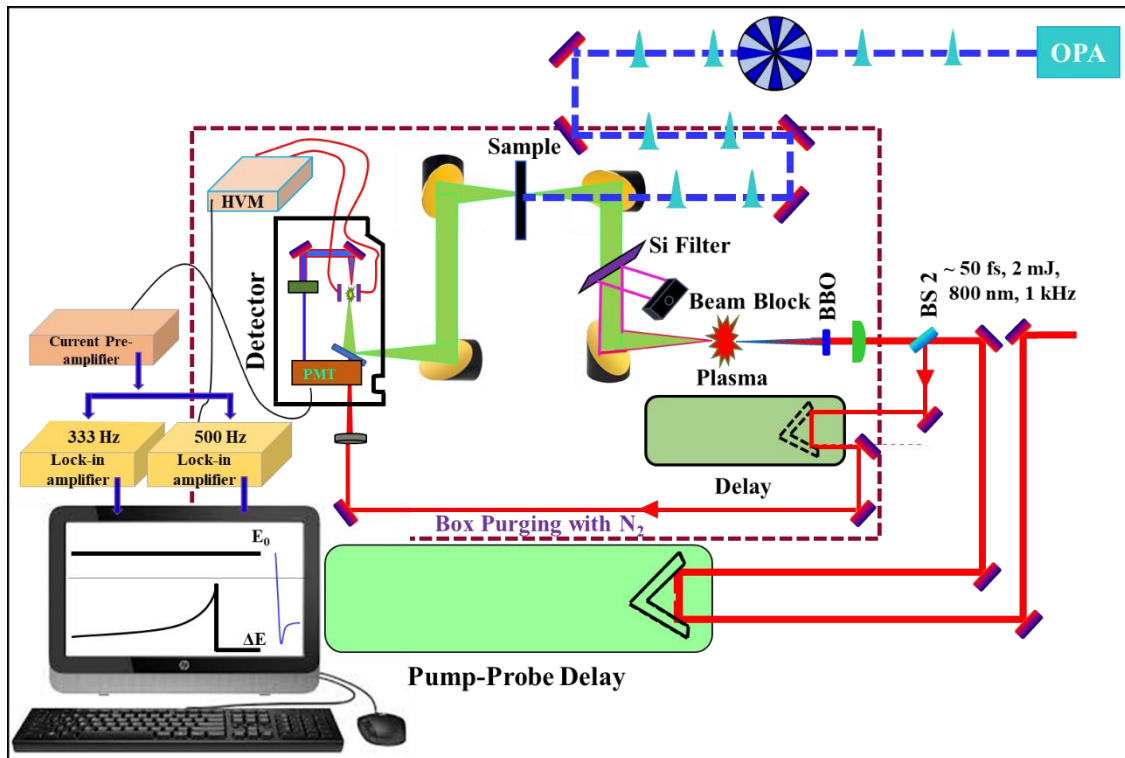 OPA
Sample
HVM
Si Filter
~ 50 fs, 2 mJ,
800 nm, 1 kHz
BS 2
BBO
Beam Block
Plasma
Detector
PMT
Current Pre-
amplifier
333 Hz
Lock-in
amplifier
500 Hz
Lock-in
amplifier
Delay
Box Purging with N₂
E₀
ΔE
hp
Pump-Probe Delay